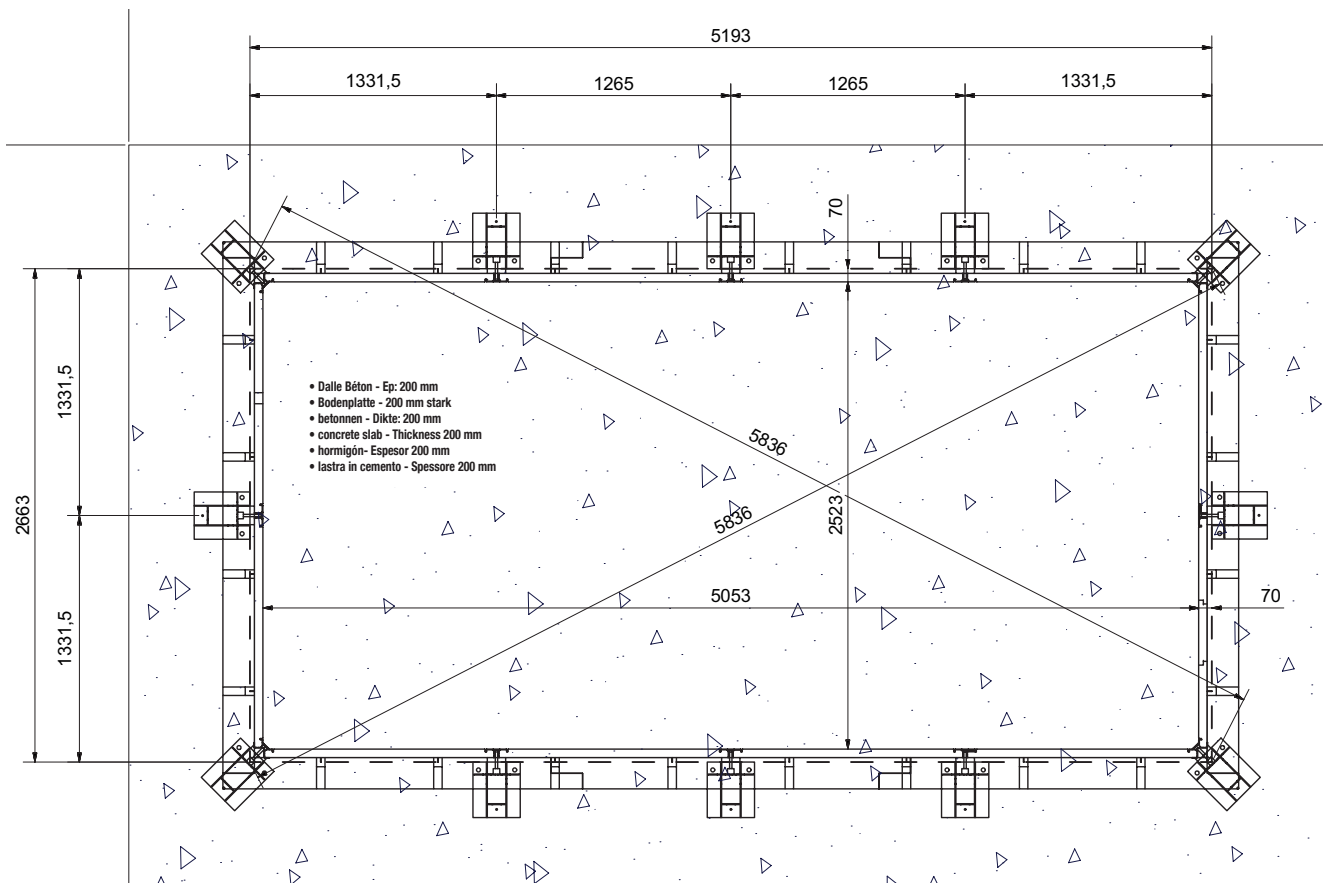 5193
1331,5
1265
1265
1331,5
70
2663
1331,5
1331,5
• Dalle Béton - Ep: 200 mm
• Bodenplatte - 200 mm stark
• betonnen - Dikte: 200 mm
• concrete slab - Thickness 200 mm
• hormigón- Espesor 200 mm
• lastra in cemento - Spessore 200 mm
5836
5836
2523
5053
70